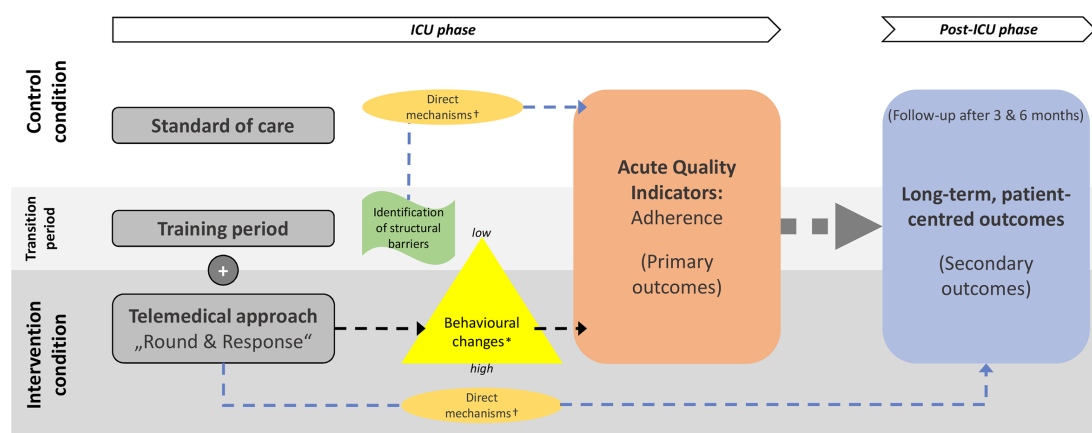 ICU phase
Post-ICU phase
Control
condition
Standard of care
Direct
mechanisms†
Acute Quality
Indicators:
Adherence
(Primary
outcomes)
(Follow-up after 3 & 6 months)
Long-term, patient-
centred outcomes
(Secondary
outcomes)
Transition
period
Training period
Identification
of structural
barriers
low
+
Intervention
condition
Telemedical approach
„Round & Response“
Behavioural
changes*
high
Direct
mechanisms†